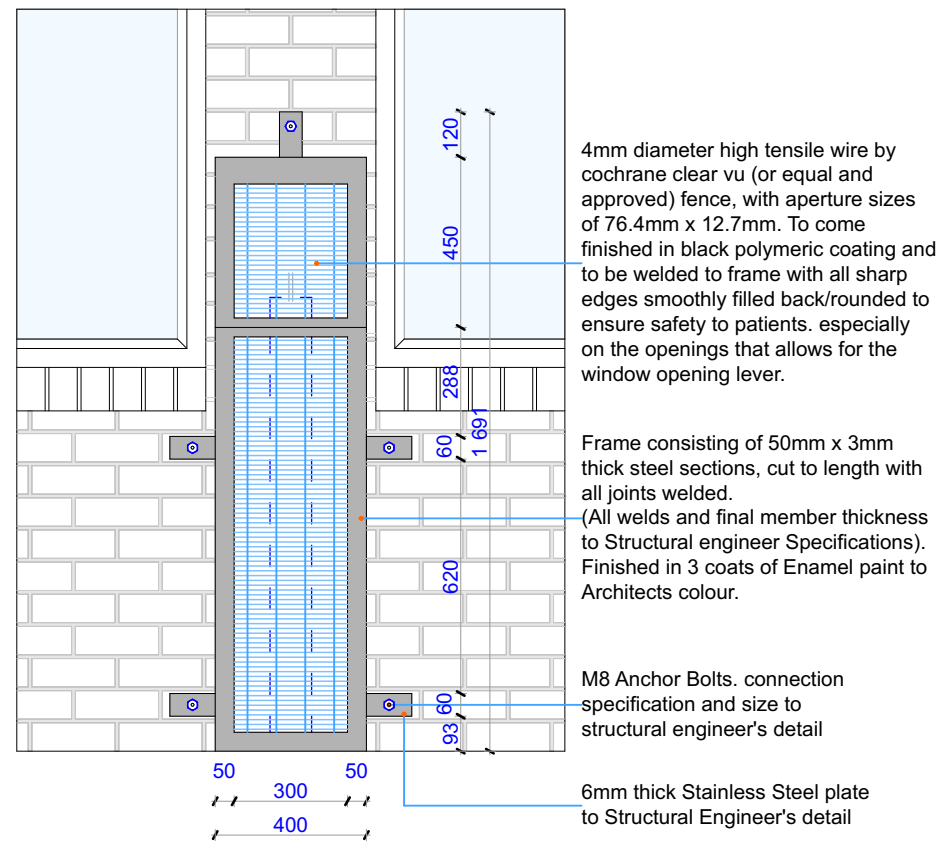 4mm diameter high tensile wire by
cochrane clear vu (or equal and
approved) fence, with aperture sizes
of 76.4mm x 12.7mm. To come
finished in black polymeric coating and
to be welded to frame with all sharp
edges smoothly filled back/rounded to
ensure safety to patients. especially
on the openings that allows for the
window opening lever.
Frame consisting of 50mm x 3mm
thick steel sections, cut to length with
all joints welded.
(All welds and final member thickness
to Structural engineer Specifications).
Finished in 3 coats of Enamel paint to
Architects colour.
M8 Anchor Bolts. connection
specification and size to
structural engineer's detail
6mm thick Stainless Steel plate
to Structural Engineer's detail
120
450
288
60
1 691
620
60
93
50
50
300
400